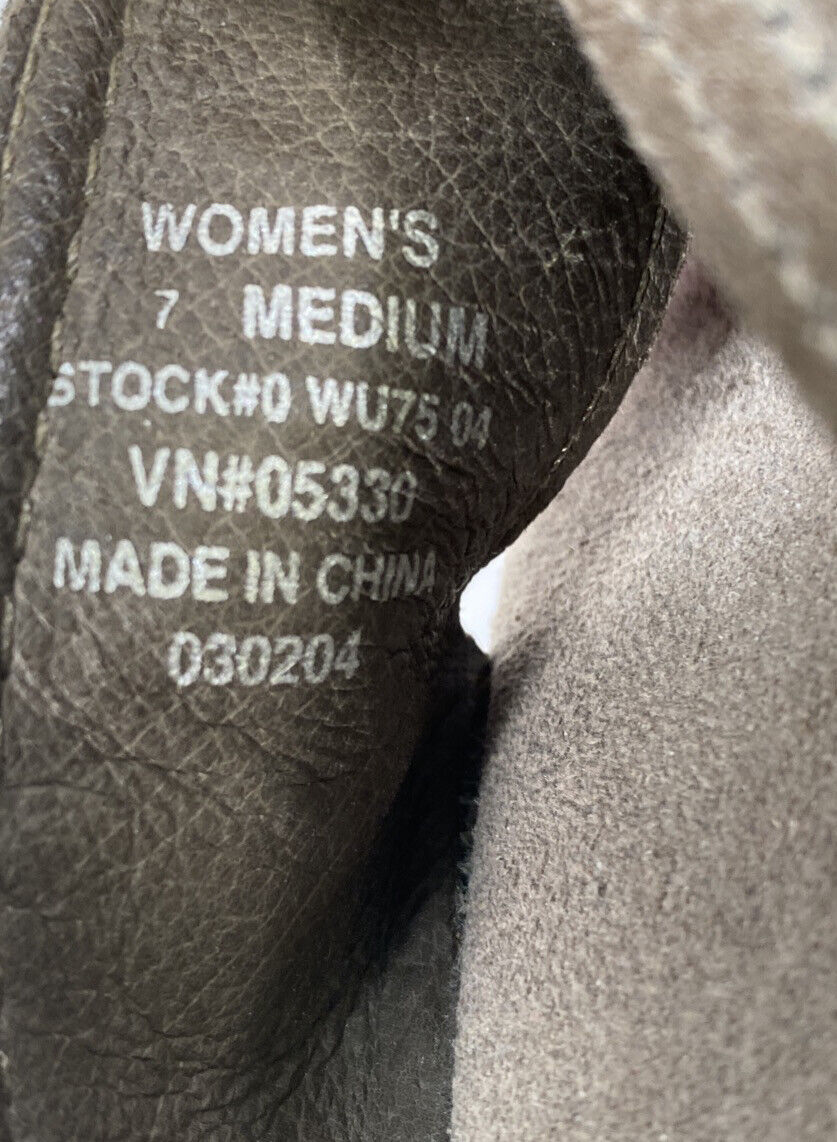 WOMEN'S
7 MEDIUM
STOCK#0 WU75 04
VN#05330
MADE IN CHINA
030204